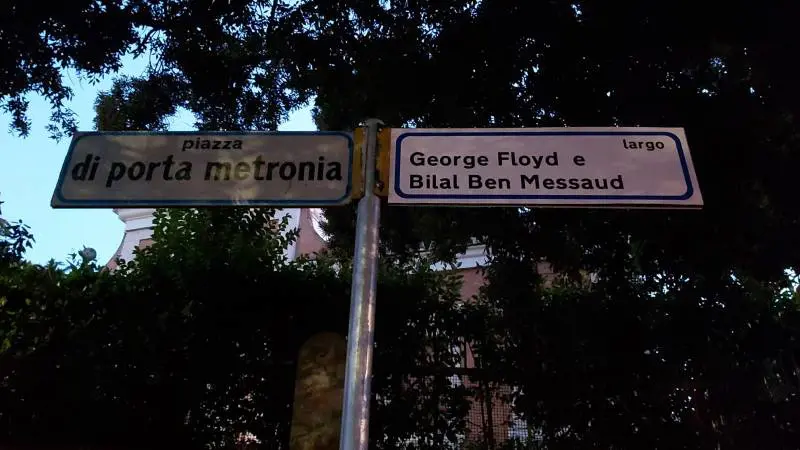 piazza
di porta metronia
largo
George Floyd e
Bilal Ben Messaud